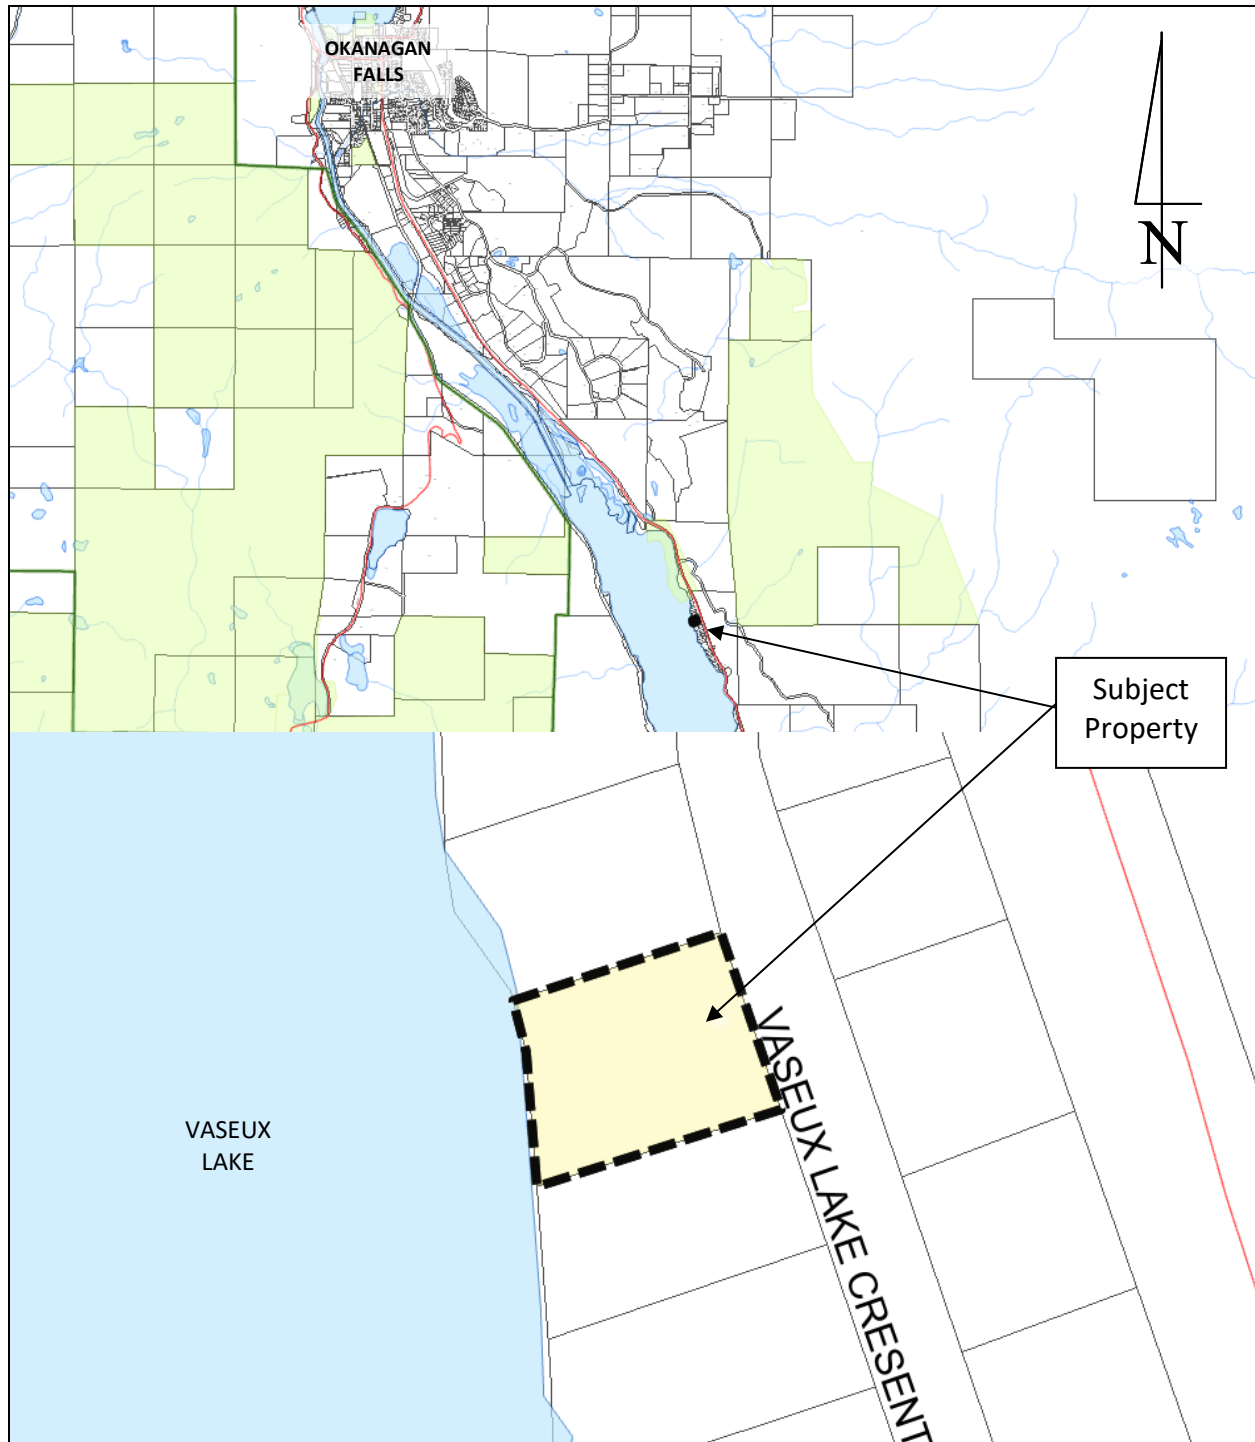 OKANAGAN
FALLS
N
Subject
Property
VASEUX LAKE CRESENT
VASEUX
LAKE